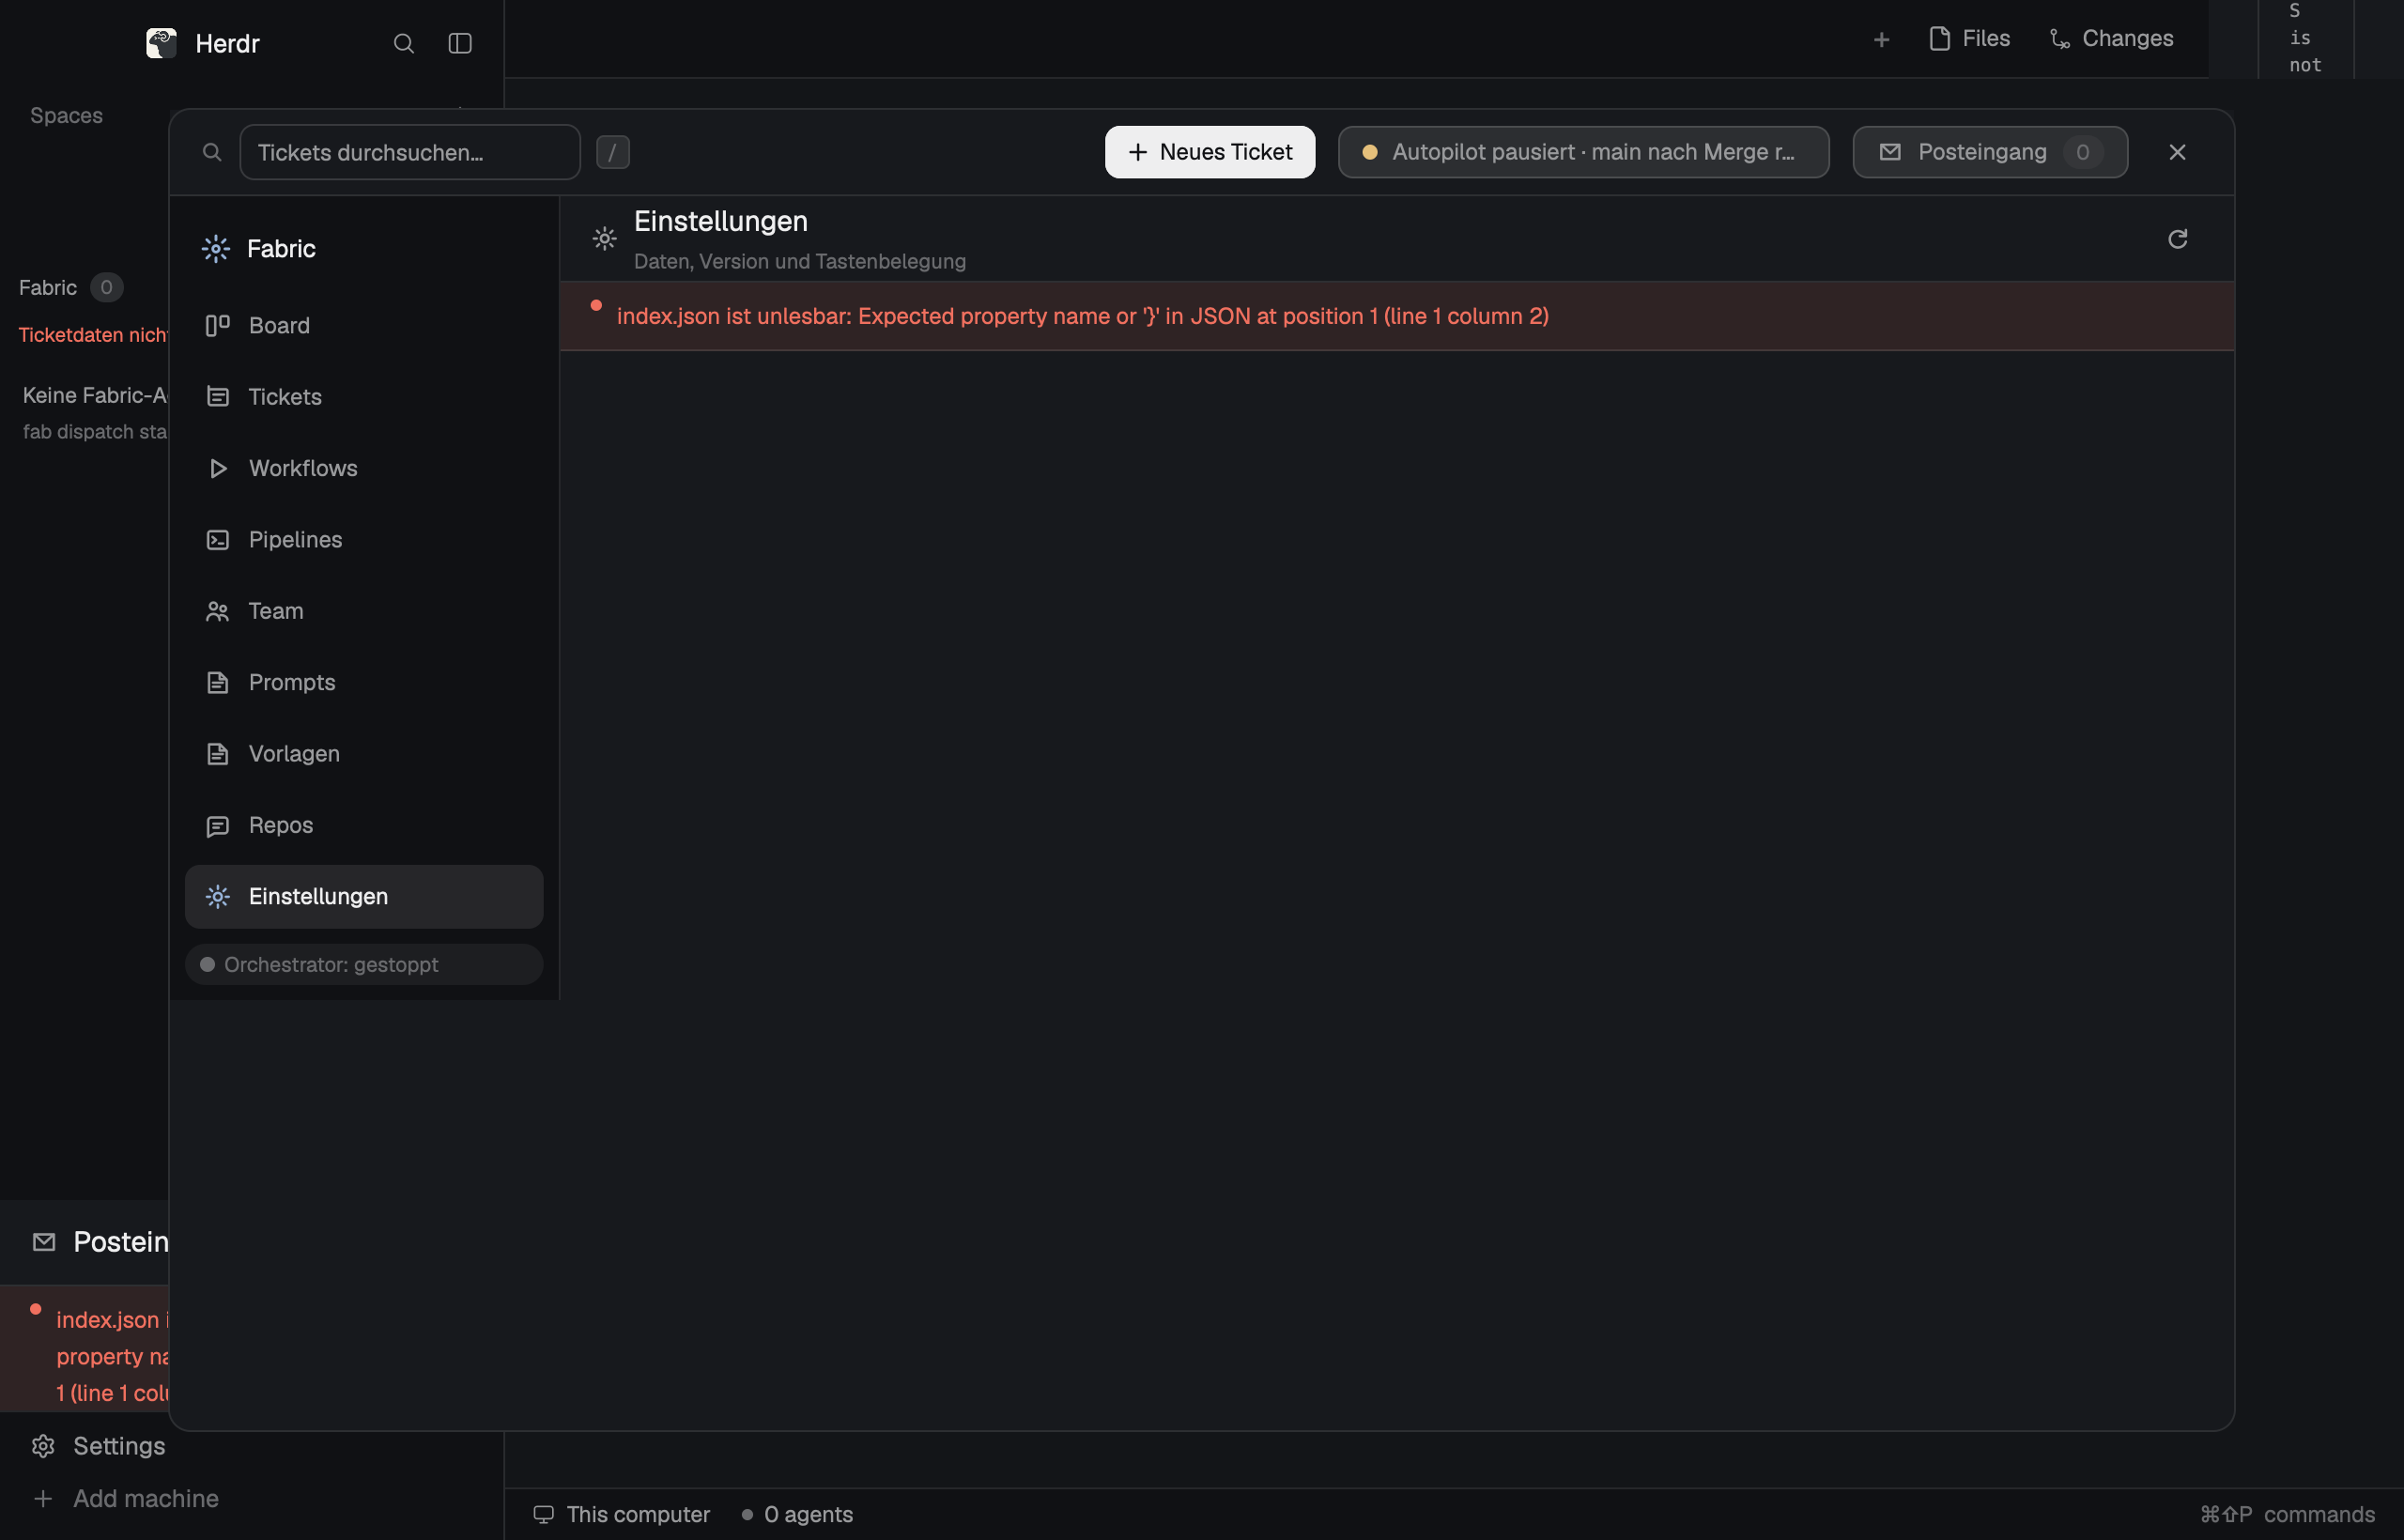 Herdr
Files
Changes
S
is
not
Spaces
Tickets durchsuchen...
/
Neues Ticket
Autopilot pausiert · main nach Merge r...
Posteingang 0
Fabric
Einstellungen
Daten, Version und Tastenbelegung
Fabric 0
Ticketdaten nich
Keine Fabric-A
fab dispatch sta
index.json ist unlesbar: Expected property name or '}' in JSON at position 1 (line 1 column 2)
Board
Tickets
Workflows
Pipelines
Team
Prompts
Vorlagen
Repos
Einstellungen
Orchestrator: gestoppt
Postein
index.json i
property na
1 (line 1 colu
Settings
Add machine
This computer
0 agents
⌘⇧P commands